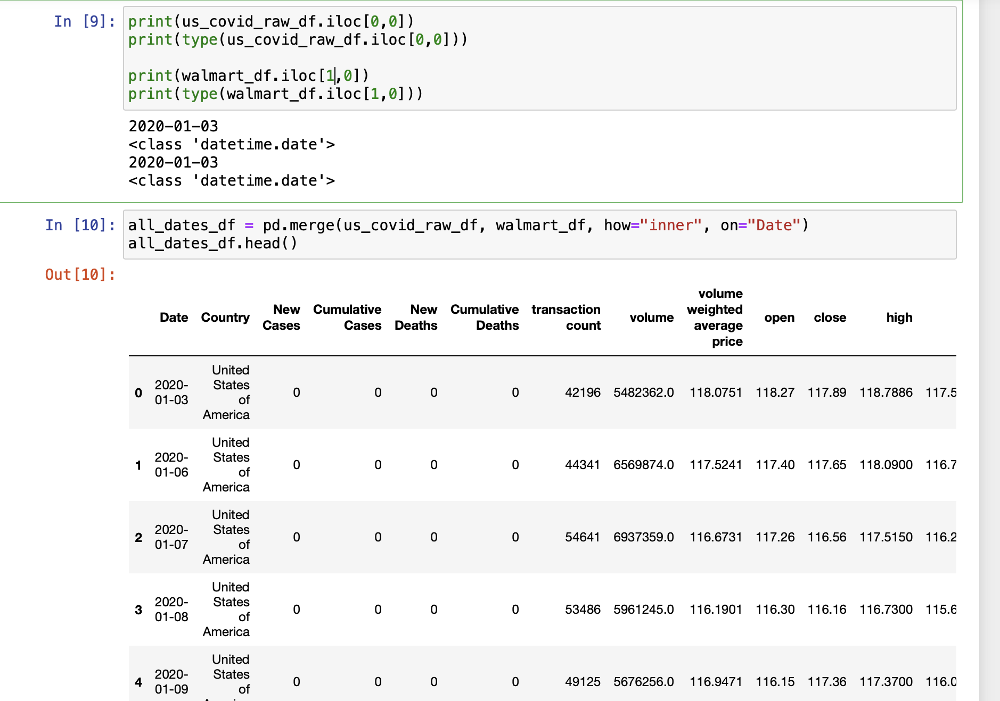 In [9]:
print(us_covid_raw_df.iloc[0,0])
print(type(us_covid_raw_df.iloc[0,0]))
print(walmart_df.iloc[1,0])
print(type(walmart_df.iloc[1,0]))
2020-01-03
<class 'datetime.date'>
2020-01-03
<class 'datetime.date'>
In [10]:
all_dates_df = pd.merge(us_covid_raw_df, walmart_df, how="inner", on="Date")
all_dates_df.head()
Out[10]:
Date Country New Cases Cumulative Cases New Deaths Cumulative Deaths transaction count volume volume weighted average price open close high
0 2020-01-03 United States of America 0 0 0 0 42196 5482362.0 118.0751 118.27 117.89 118.7886 117.5
1 2020-01-06 United States of America 0 0 0 0 44341 6569874.0 117.5241 117.40 117.65 118.0900 116.7
2 2020-01-07 United States of America 0 0 0 0 54641 6937359.0 116.6731 117.26 116.56 117.5150 116.2
3 2020-01-08 United States of America 0 0 0 0 53486 5961245.0 116.1901 116.30 116.16 116.7300 115.6
4 2020-01-09 United States of 0 0 0 0 49125 5676256.0 116.9471 116.15 117.36 117.3700 116.0